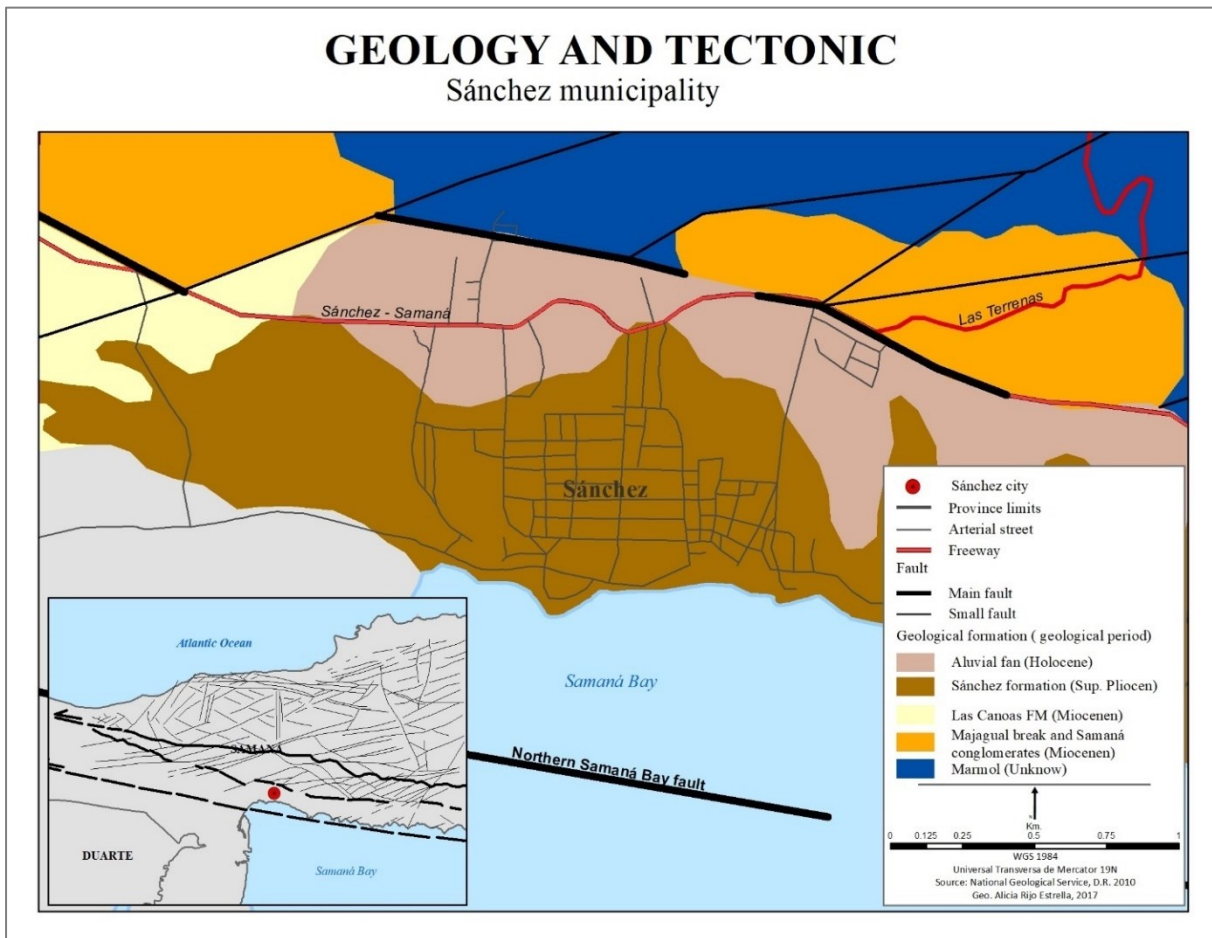 GEOLOGY AND TECTONIC
Sánchez municipality
Sánchez - Samaná
Las Terrenas
Sánchez
Samaná Bay
Northern Samaná Bay fault
Atlantic Ocean
SAMANÁ
DUARTE
Samaná Bay
Sánchez city
Province limits
Arterial street
Freeway
Fault
Main fault
Small fault
Geological formation ( geological period)
Aluvial fan (Holocene)
Sánchez formation (Sup. Pliocen)
Las Canoas FM (Miocenen)
Majagual break and Samaná
conglomerates (Miocenen)
Marmol (Unknow)
Km.
0 0.125 0.25 0.5 0.75 1
WGS 1984
Universal Transversa de Mercator 19N
Source: National Geological Service, D.R. 2010
Geo. Alicia Rijo Estrella, 2017